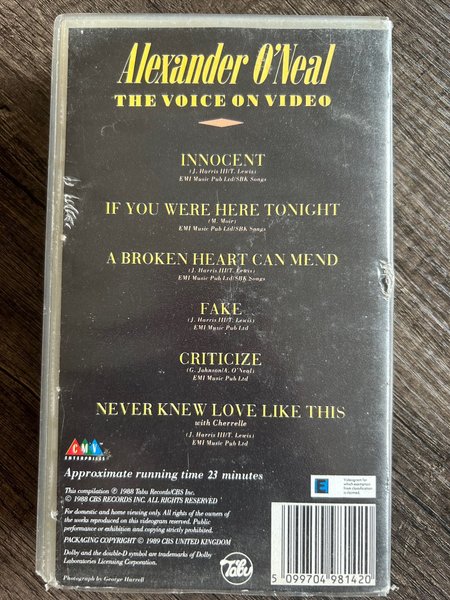 Alexander O'Neal
THE VOICE ON VIDEO
INNOCENT
(J. Harris III/T. Lewis)
EMI Music Pub Ltd/SBK Songs
IF YOU WERE HERE TONIGHT
(M. Moir)
EMI Music Pub Ltd/SBK Songs
A BROKEN HEART CAN MEND
(J. Harris III/T. Lewis)
EMI Music Pub Ltd/SBK Songs
FAKE
(J. Harris III/T. Lewis)
EMI Music Pub Ltd
CRITICIZE
(G. Johnson/A. O'Neal)
EMI Music Pub Ltd
NEVER KNEW LOVE LIKE THIS
with Cherrelle
(J. Harris III/T. Lewis)
EMI Music Pub Ltd
CMV
ENTERPRISES
Approximate running time 23 minutes
This compilation ℗ 1988 Tabu Records/CBS Inc.
© 1988 CBS RECORDS INC. ALL RIGHTS RESERVED
For domestic and home viewing only. All rights of the owners of
the works reproduced on this videogram reserved. Public
performance or exhibition and copying strictly prohibited.
PACKAGING COPYRIGHT © 1989 CBS UNITED KINGDOM
Dolby and the double-D symbol are trademarks of Dolby
Laboratories Licensing Corporation.
Photograph by George Hurrell
E
Videogram for
which exemption
from classification
is claimed.
Tabu
5 099704 981420